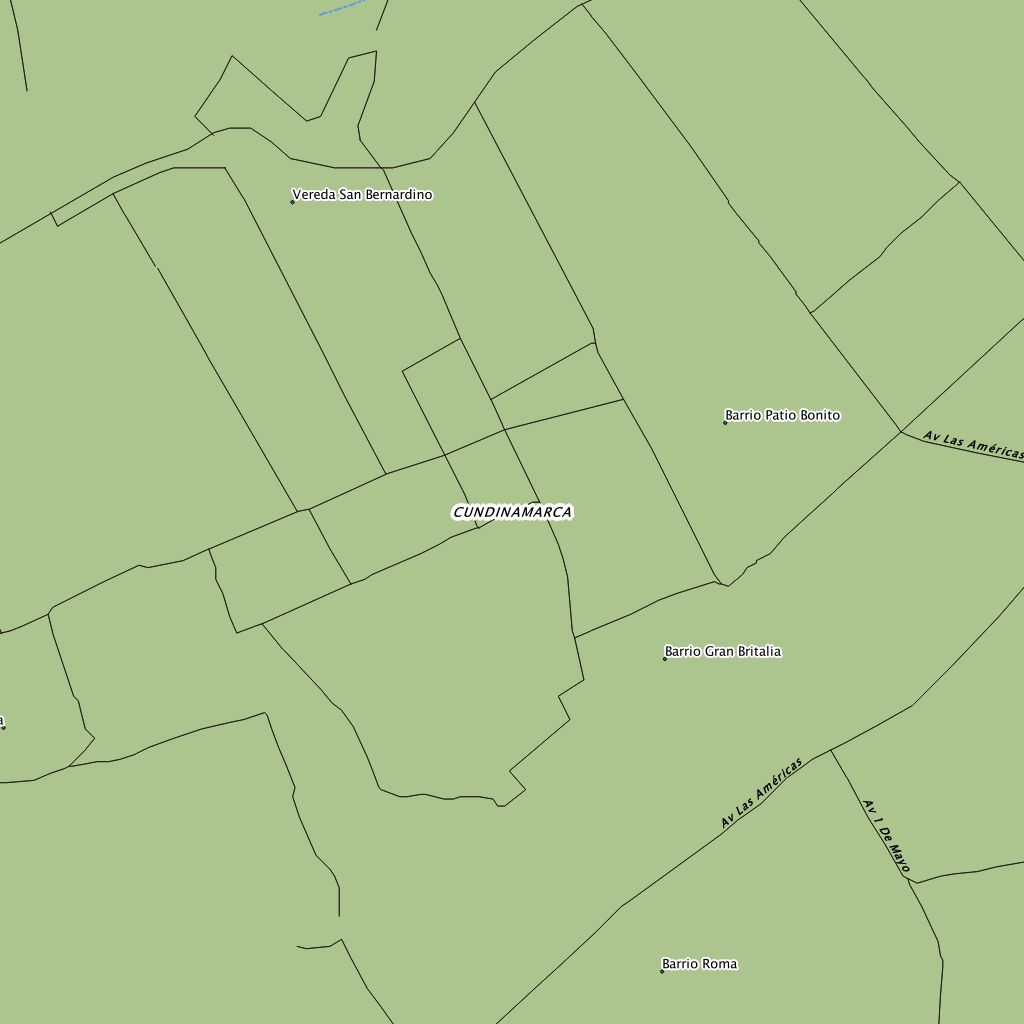 Vereda San Bernardino
Barrio Patio Bonito
Av Las Américas
CUNDINAMARCA
Barrio Gran Britalia
a
Av Las Américas
Av 1 De Mayo
Barrio Roma